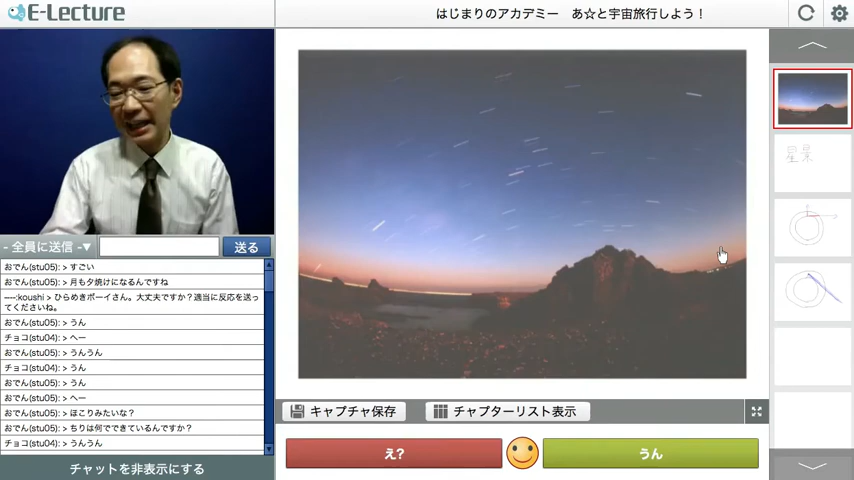 E-Lecture
はじまりのアカデミー　あ☆と宇宙旅行しよう！
- 全員に送信 -▼
送る
おでん(stu05): > すごい
おでん(stu05): > 月も夕焼けになるんですね
----:koushi > ひらめきボーイさん。大丈夫ですか？適当に反応を送っ
てくださいね。
おでん(stu05): > うん
チョコ(stu04): > へー
おでん(stu05): > うんうん
チョコ(stu04): > うん
おでん(stu05): > うん
おでん(stu05): > へー
おでん(stu05): > ほこりみたいな？
おでん(stu05): > ちりは何でできているんですか？
チョコ(stu04): > うんうん
チャットを非表示にする
キャプチャ保存
チャプターリスト表示
え?
うん
星景